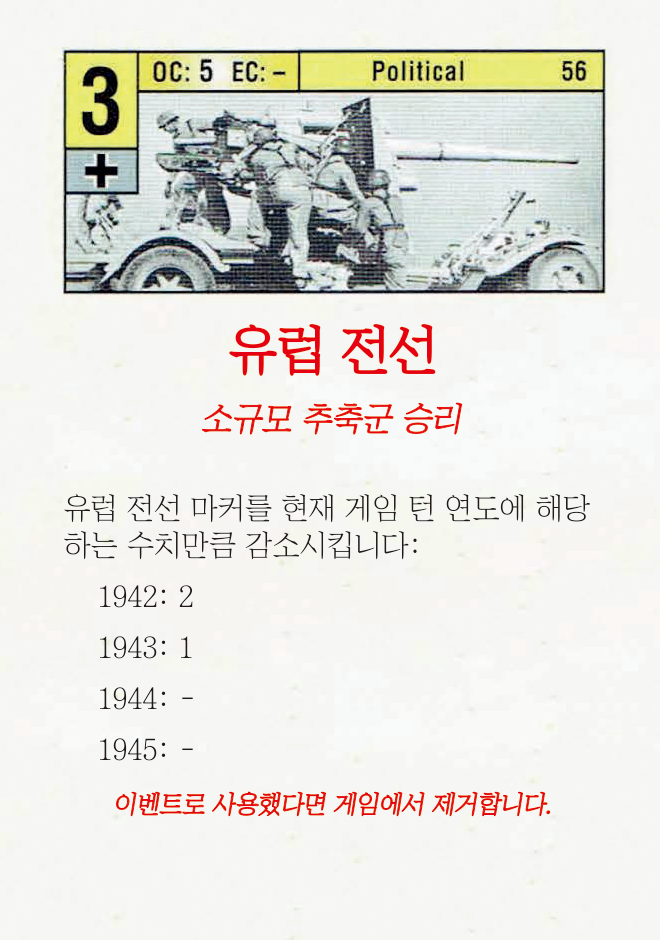 3
OC: 5 EC: – Political 56
+
유럽 전선
소규모 추축군 승리
유럽 전선 마커를 현재 게임 턴 연도에 해당
하는 수치만큼 감소시킵니다:
1942: 2
1943: 1
1944: -
1945: -
이벤트로 사용했다면 게임에서 제거합니다.